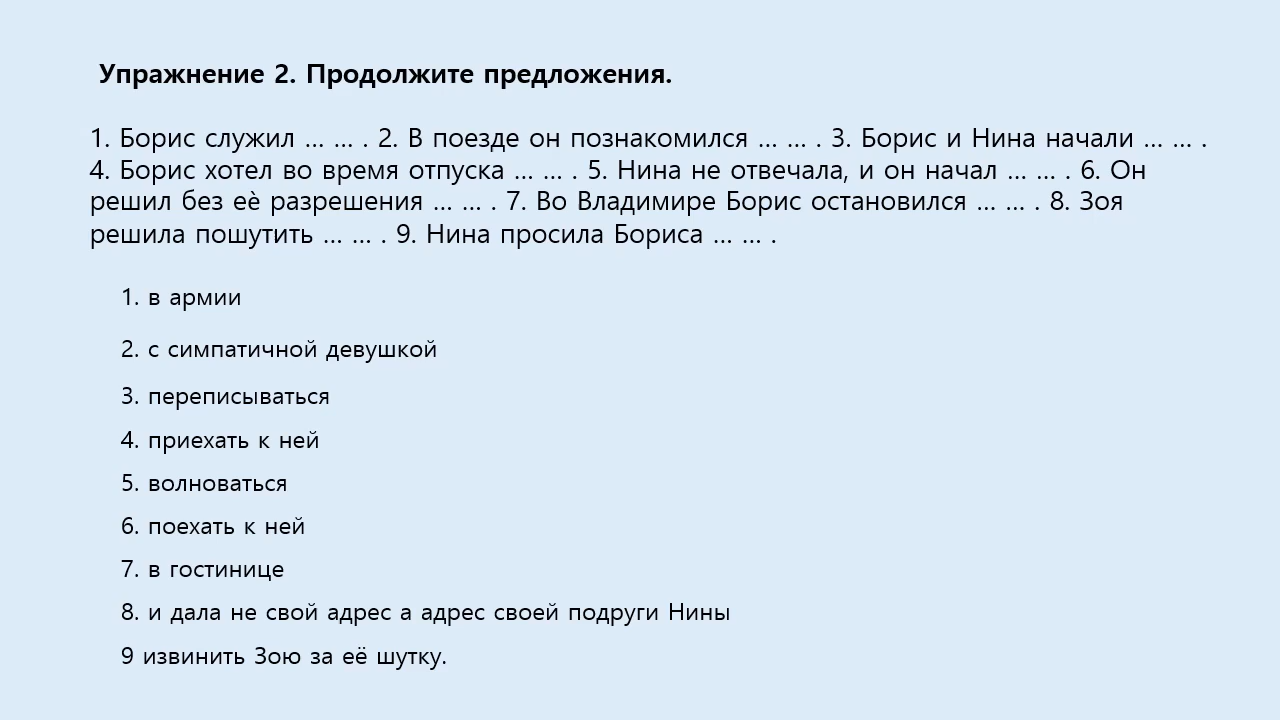 Упражнение 2. Продолжите предложения.
1. Борис служил ... ... . 2. В поезде он познакомился ... ... . 3. Борис и Нина начали ... ... .
4. Борис хотел во время отпуска ... ... . 5. Нина не отвечала, и он начал ... ... . 6. Он
решил без еѐ разрешения ... ... . 7. Во Владимире Борис остановился ... ... . 8. Зоя
решила пошутить ... ... . 9. Нина просила Бориса ... ... .
1. в армии
2. с симпатичной девушкой
3. переписываться
4. приехать к ней
5. волноваться
6. поехать к ней
7. в гостинице
8. и дала не свой адрес а адрес своей подруги Нины
9 извинить Зою за её шутку.